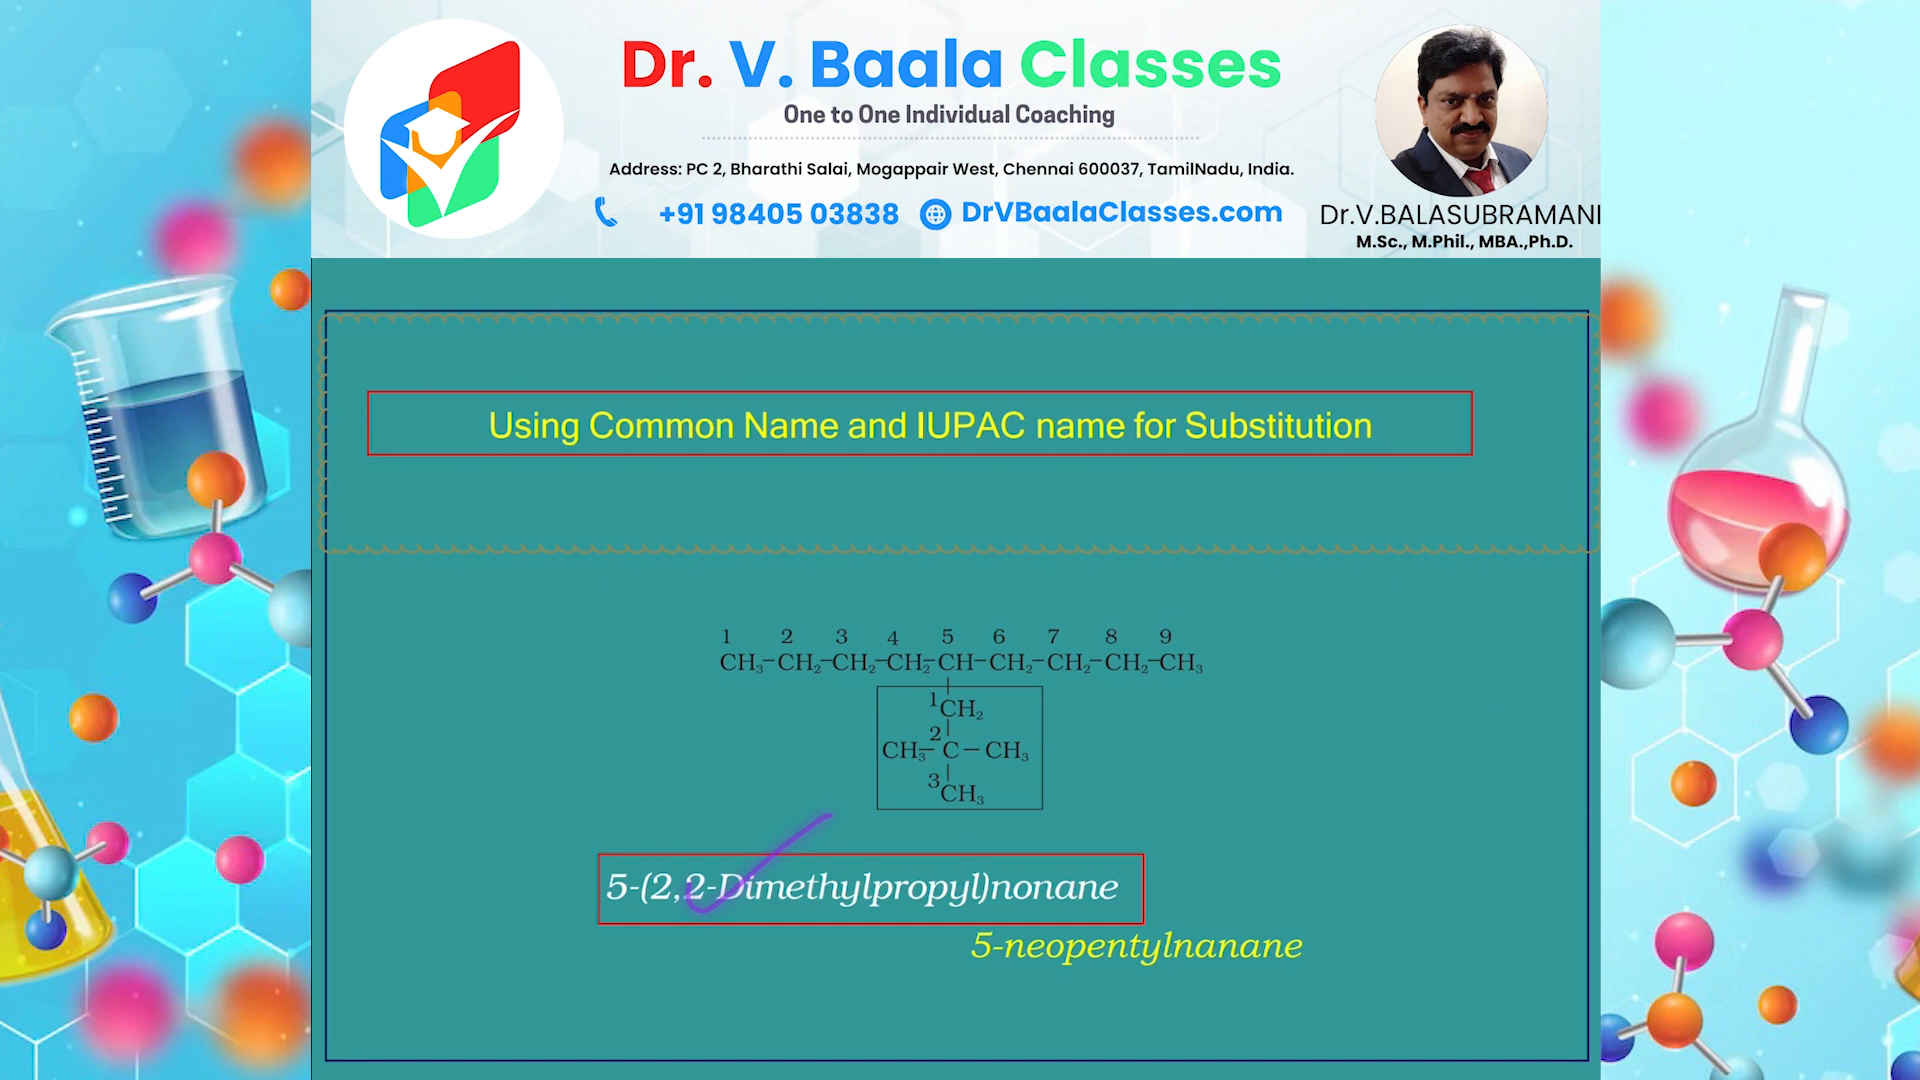 Dr. V. Baala Classes
One to One Individual Coaching
Address: PC 2, Bharathi Salai, Mogappair West, Chennai 600037, TamilNadu, India.
+91 98405 03838 DrVBaalaClasses.com
Dr.V.BALASUBRAMANI
M.Sc., M.Phil., MBA.,Ph.D.
Using Common Name and IUPAC name for Substitution
1 2 3 4 5 6 7 8 9
CH₃–CH₂–CH₂–CH₂–CH–CH₂–CH₂–CH₂–CH₃
¹CH₂
2
CH₃–C–CH₃
³CH₃
5-(2,2-Dimethylpropyl)nonane
5-neopentylnanane